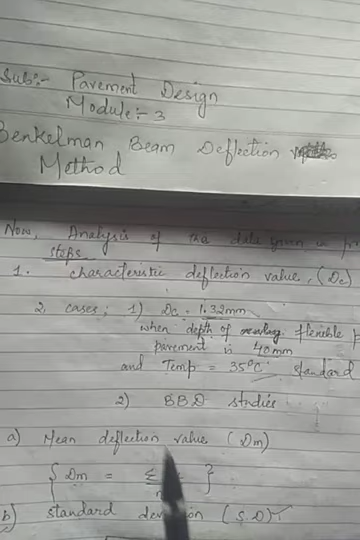 Sub:- Pavement Design
Module:- 3
Benkelman Beam Deflection
Method
Now, Analysis of the data given in
steps
1. characteristic deflection value, (Dc)
2 cases; 1) Dc = 1.32mm
when depth of flexible
pavement is 40mm
and Temp = 35°C standard
2) BBD studies
a) Mean deflection value (Dm)
{ Dm = Σ }
b) standard deviation (S.D)